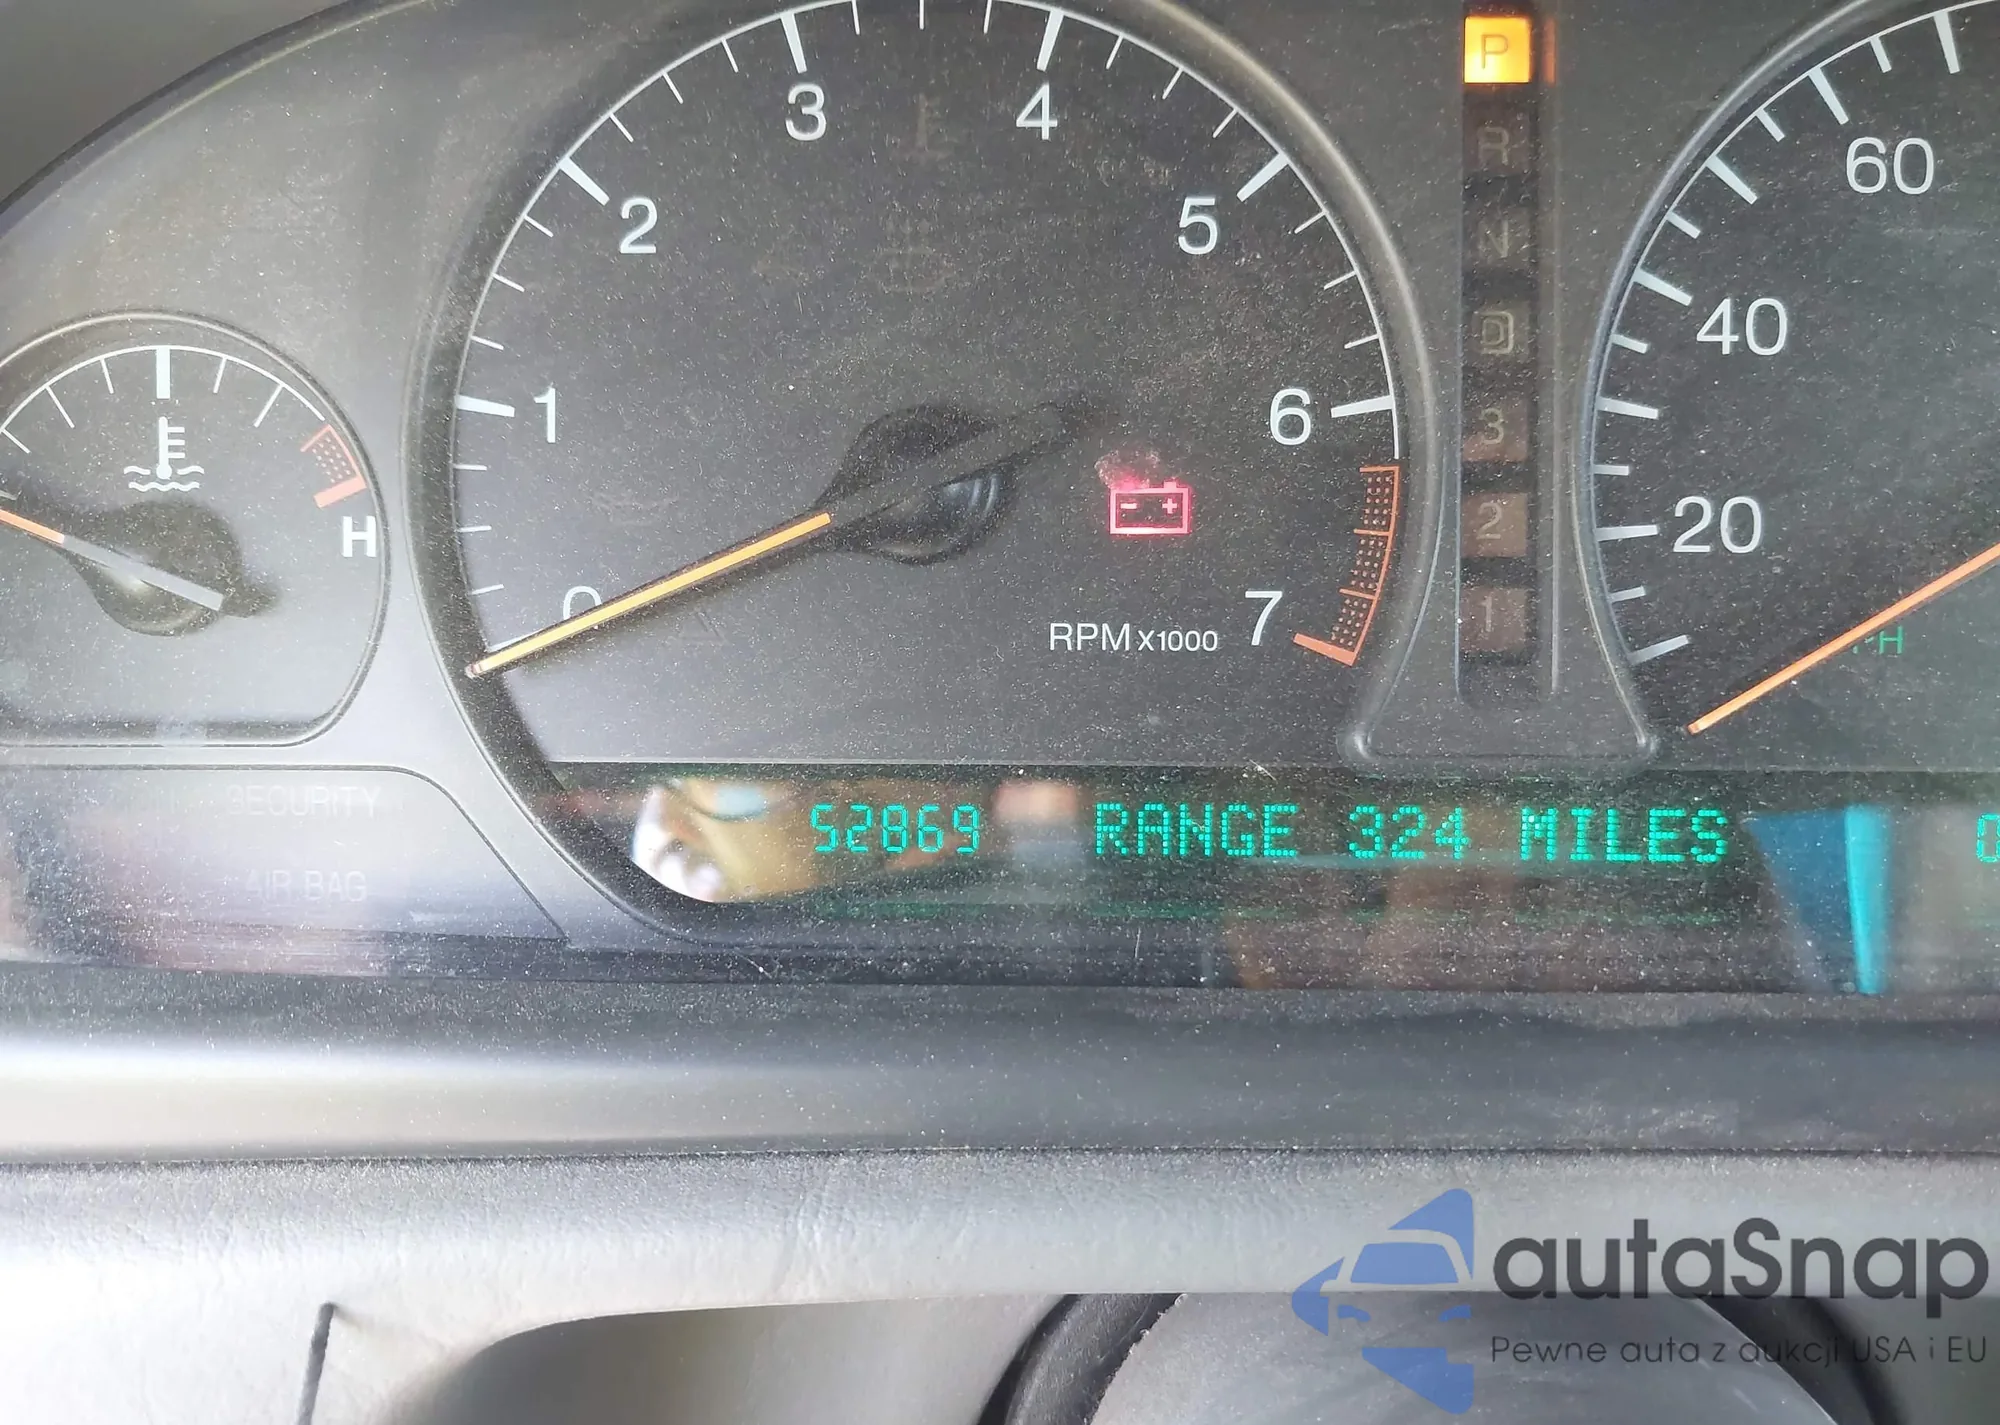 P
R
N
D
3
2
1
0
1
2
3
4
5
6
7
RPM X1000
H
20
40
60
SECURITY
AIR BAG
52869 RANGE 324 MILES
autaSnap
Pewne auta z aukcji USA i EU